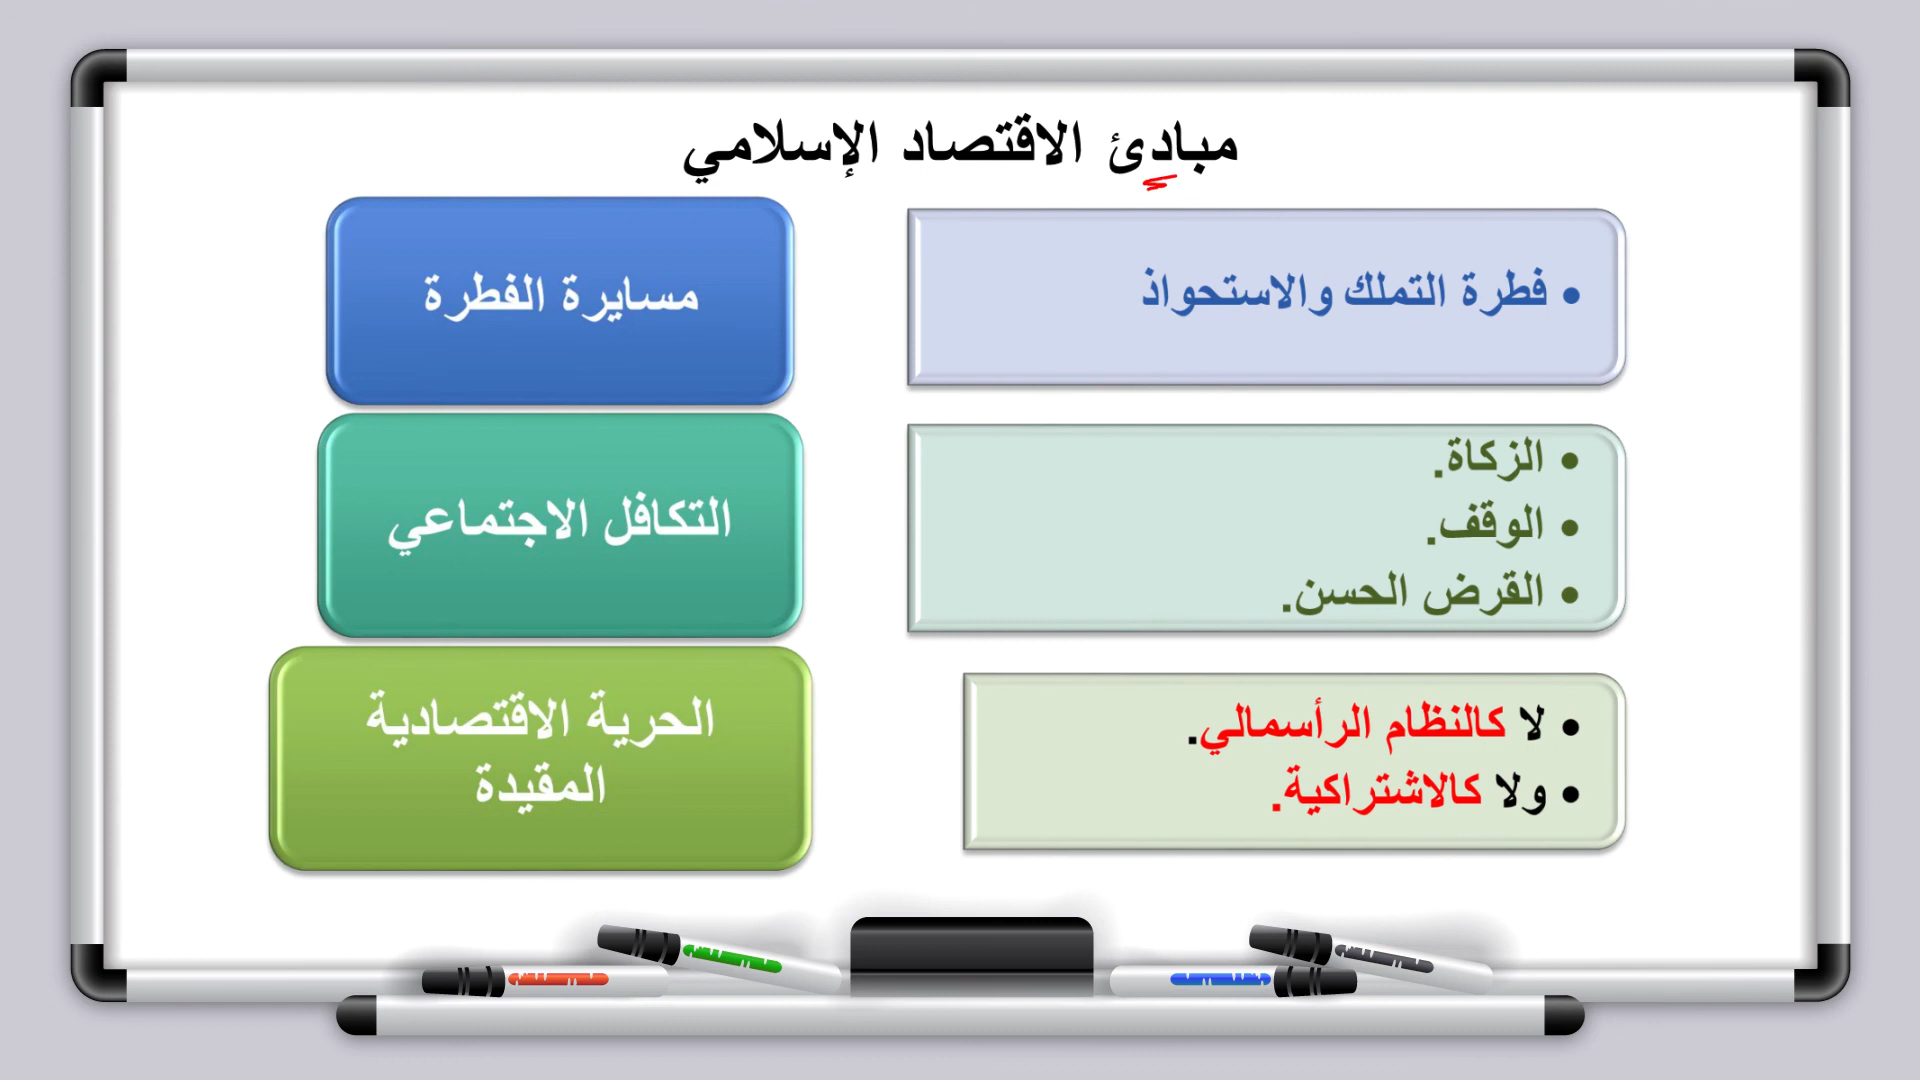 مبادئ الاقتصاد الإسلامي
• فطرة التملك والاستحواذ
مسايرة الفطرة
• الزكاة.
• الوقف.
• القرض الحسن.
التكافل الاجتماعي
• لا كالنظام الرأسمالي.
• ولا كالاشتراكية.
الحرية الاقتصادية
المقيدة